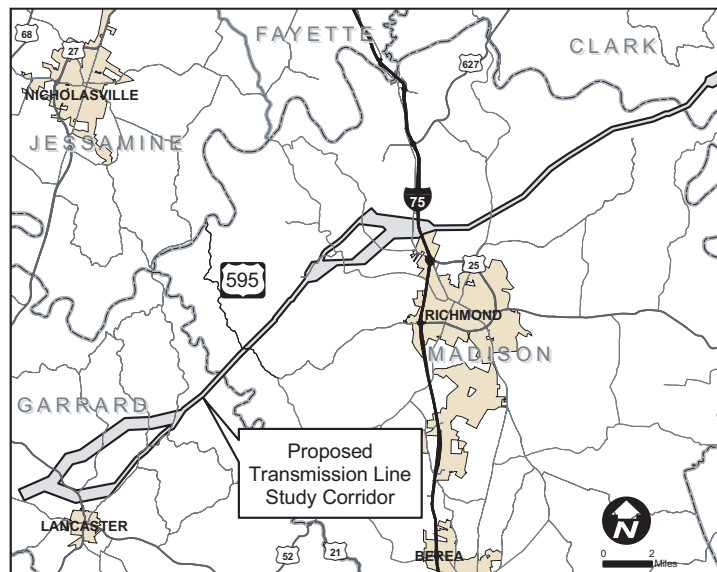 FAYETTE
CLARK
68
27
627
NICHOLASVILLE
JESSAMINE
75
595
25
RICHMOND
MADISON
GARRARD
Proposed
Transmission Line
Study Corridor
LANCASTER
N
52
21
BEREA
0 2
Miles